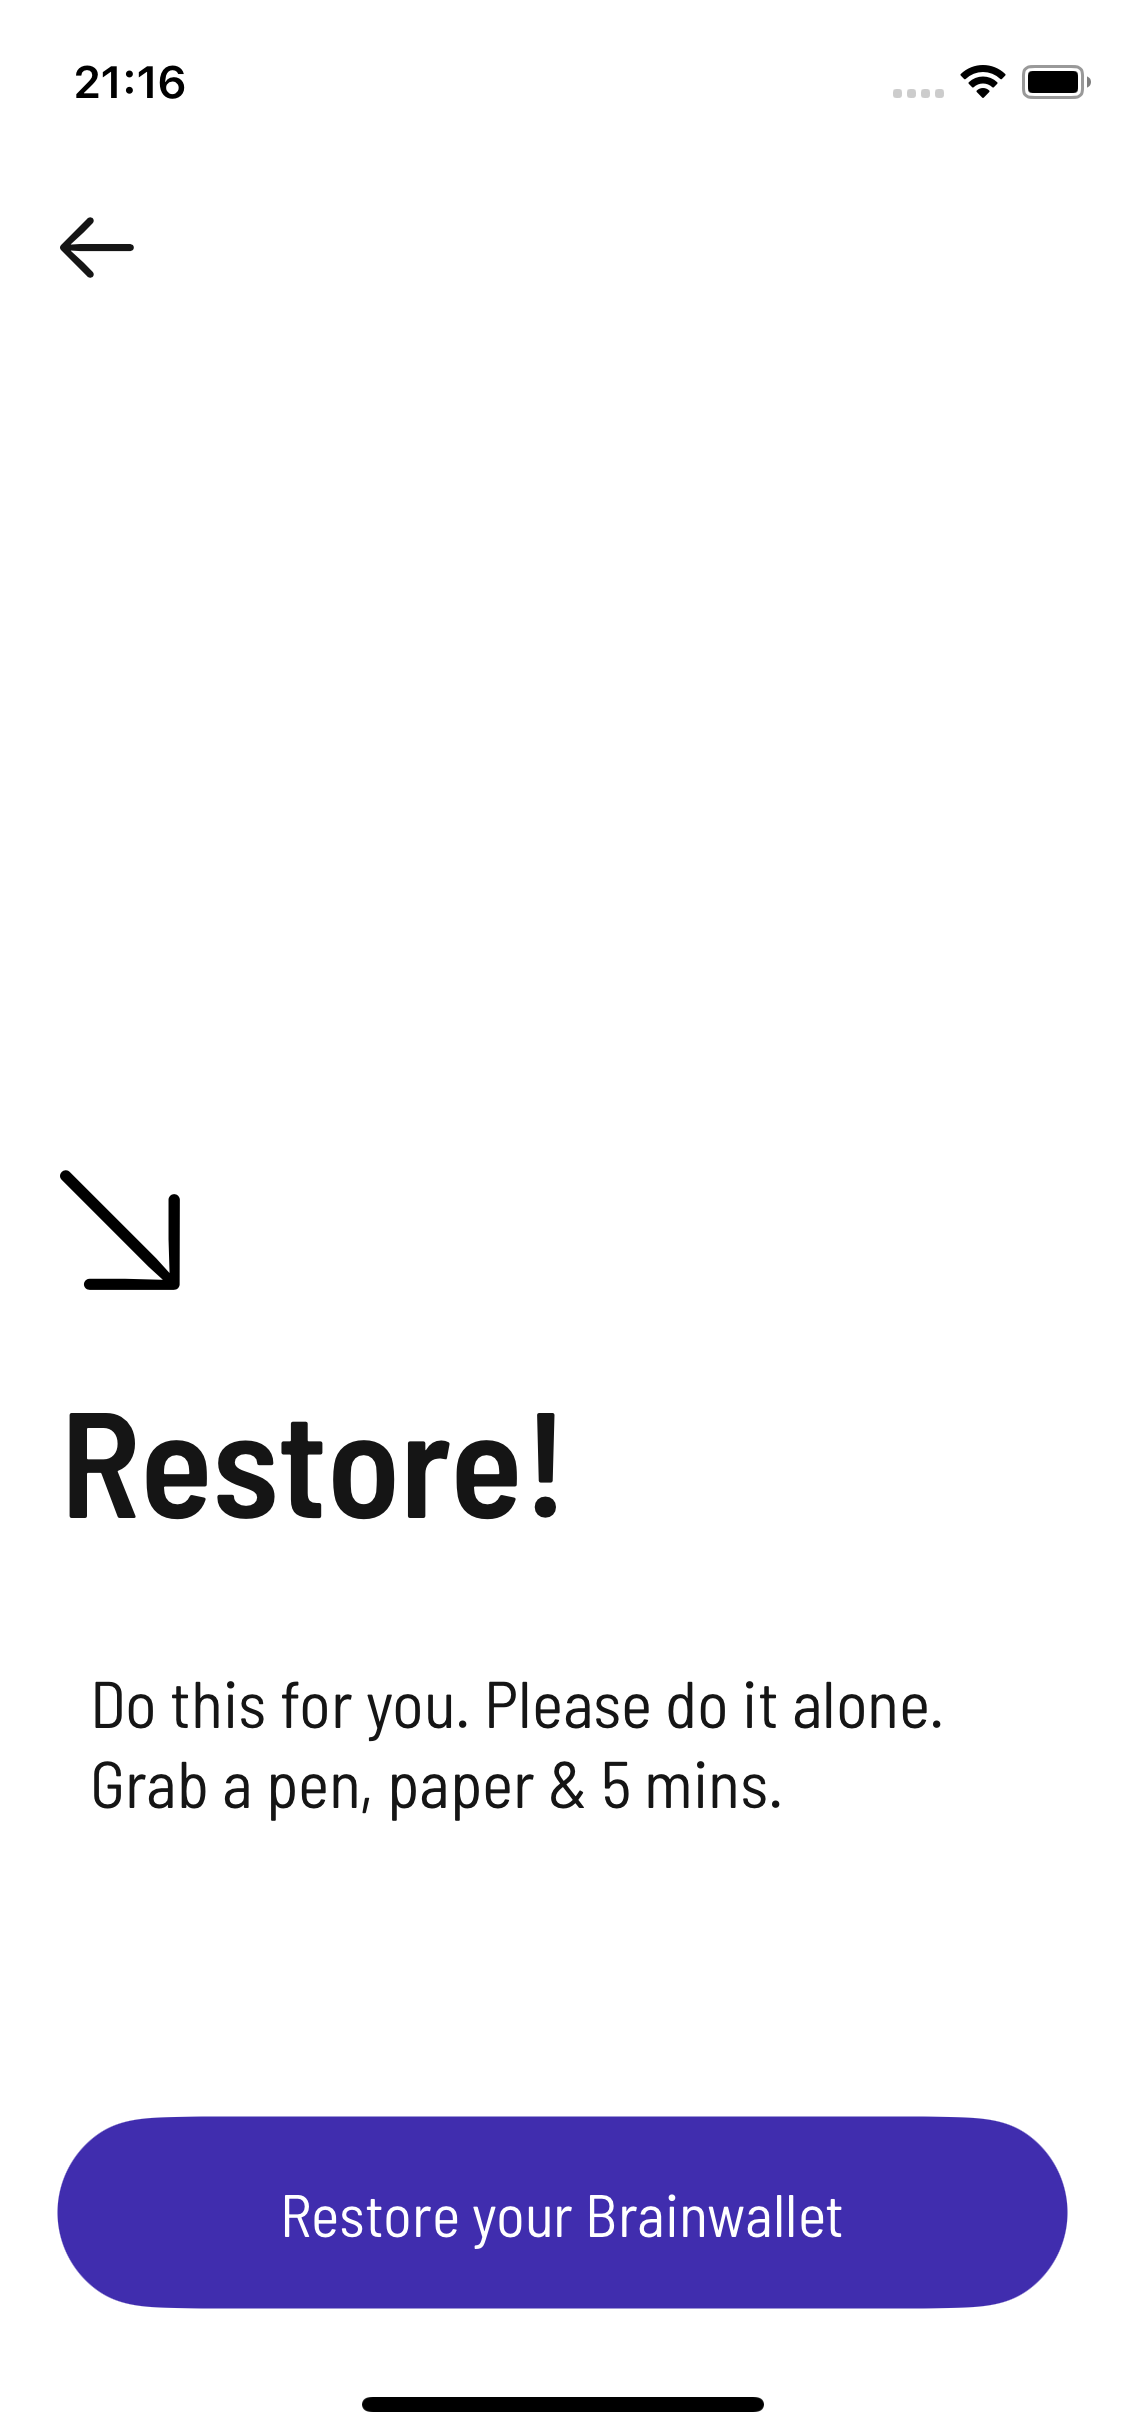 21:16
Restore!
Do this for you. Please do it alone.
Grab a pen, paper & 5 mins.
Restore your Brainwallet